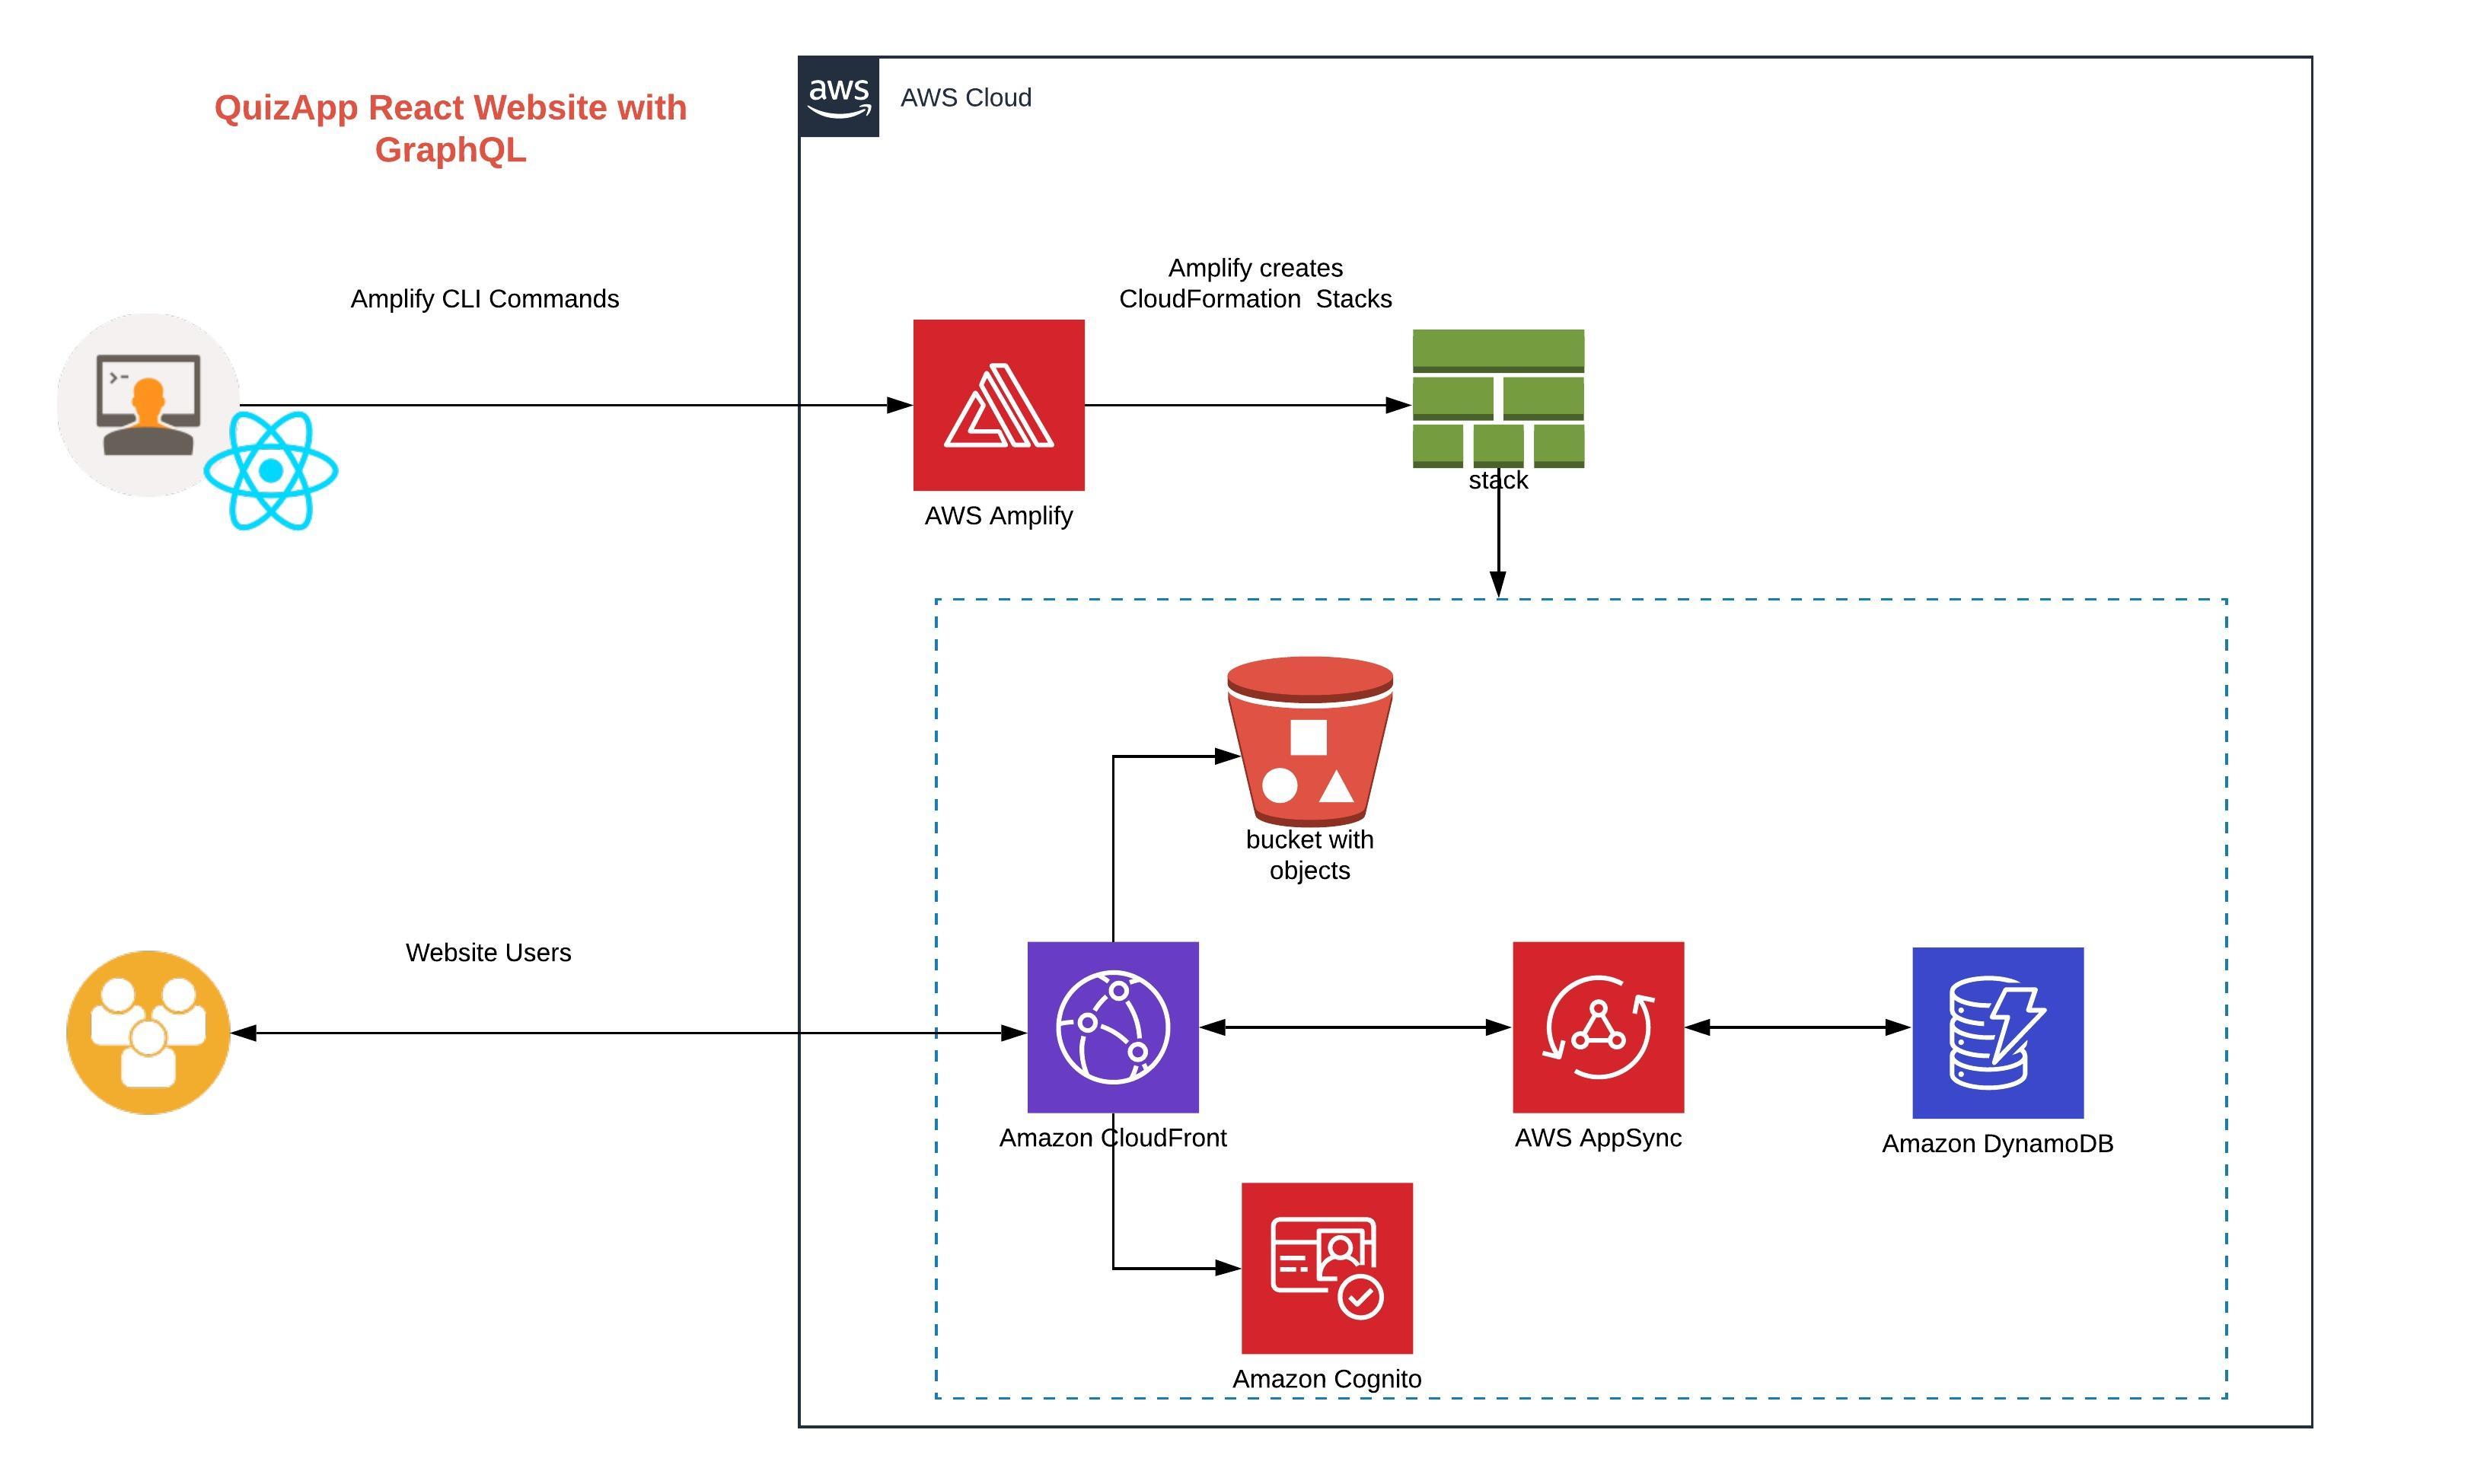 QuizApp React Website with
GraphQL
aws
AWS Cloud
Amplify CLI Commands
Amplify creates
CloudFormation  Stacks
>-
AWS Amplify
stack
bucket with
objects
Website Users
Amazon CloudFront
AWS AppSync
Amazon DynamoDB
Amazon Cognito